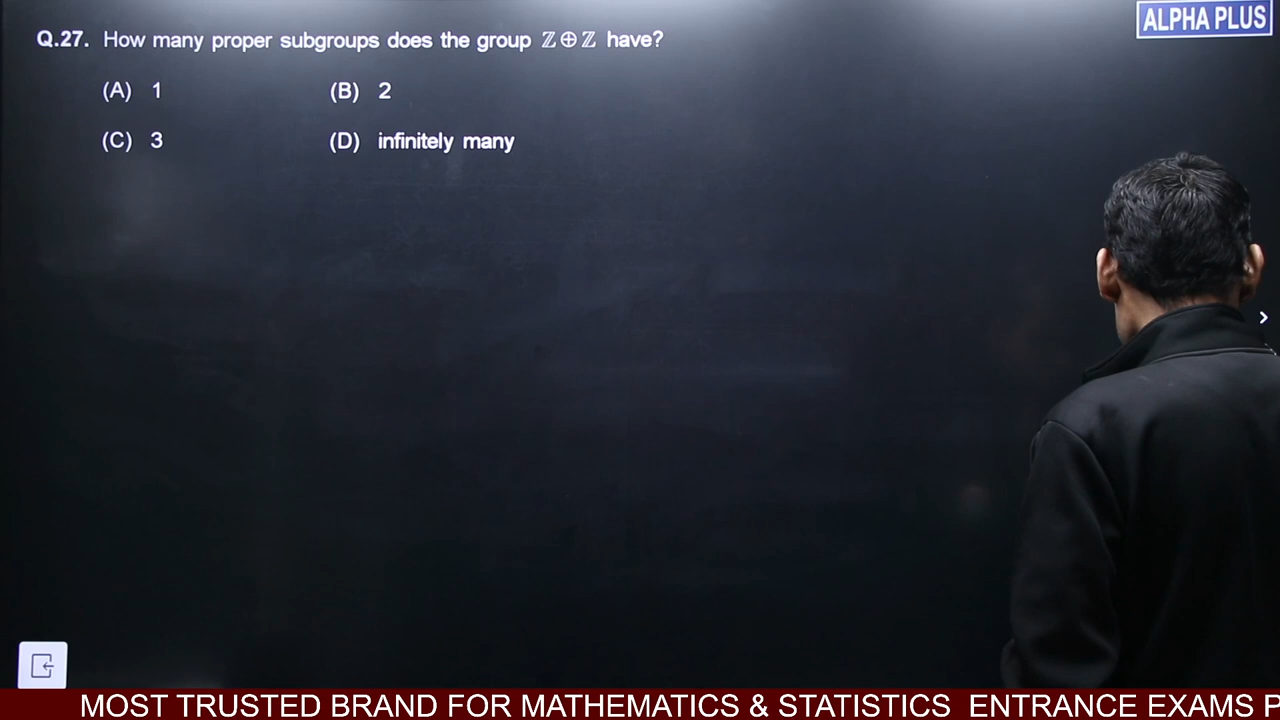 ALPHA PLUS
Q.27. How many proper subgroups does the group ℤ⊕ℤ have?
(A) 1 (B) 2
(C) 3 (D) infinitely many
MOST TRUSTED BRAND FOR MATHEMATICS & STATISTICS ENTRANCE EXAMS P